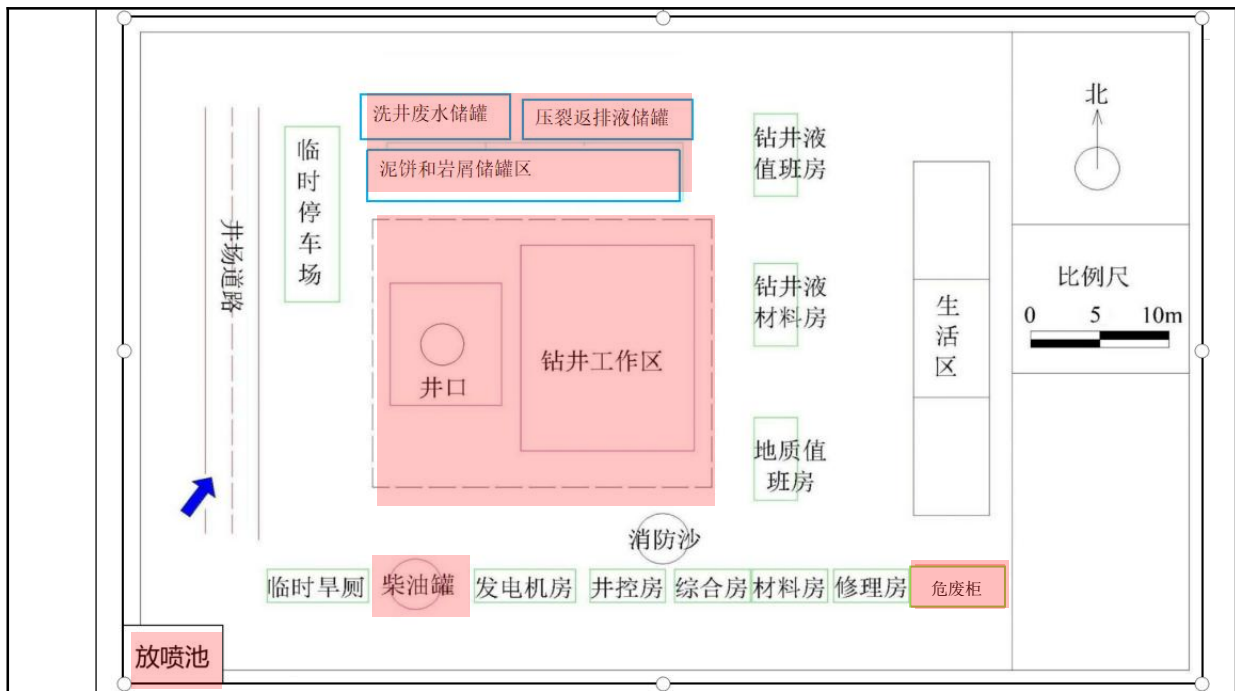 洗井废水储罐
压裂返排液储罐
泥饼和岩屑储罐区
临时停车场
井场道路
井口
钻井工作区
钻井液
值班房
钻井液
材料房
地质值
班房
生活区
北
比例尺
0 5 10m
消防沙
临时旱厕
柴油罐
发电机房
井控房
综合房
材料房
修理房
危废柜
放喷池